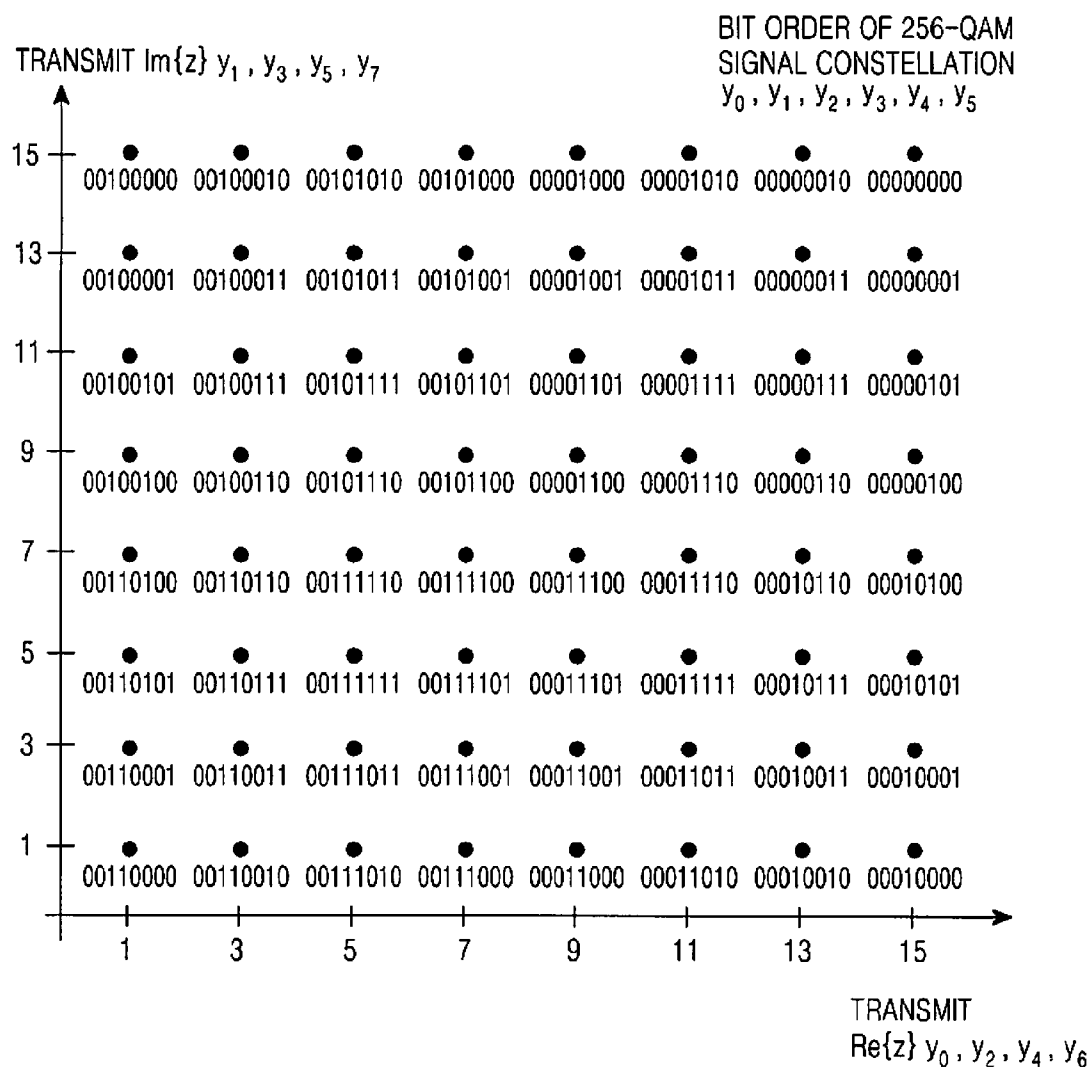 BIT ORDER OF 256-QAM
SIGNAL CONSTELLATION
y0 , y1 , y2 , y3 , y4 , y5
TRANSMIT Im{z} y1 , y3 , y5 , y7
15
00100000 00100010 00101010 00101000 00001000 00001010 00000010 00000000
13
00100001 00100011 00101011 00101001 00001001 00001011 00000011 00000001
11
00100101 00100111 00101111 00101101 00001101 00001111 00000111 00000101
9
00100100 00100110 00101110 00101100 00001100 00001110 00000110 00000100
7
00110100 00110110 00111110 00111100 00011100 00011110 00010110 00010100
5
00110101 00110111 00111111 00111101 00011101 00011111 00010111 00010101
3
00110001 00110011 00111011 00111001 00011001 00011011 00010011 00010001
1
00110000 00110010 00111010 00111000 00011000 00011010 00010010 00010000
1 3 5 7 9 11 13 15
TRANSMIT
Re{z} y0 , y2 , y4 , y6